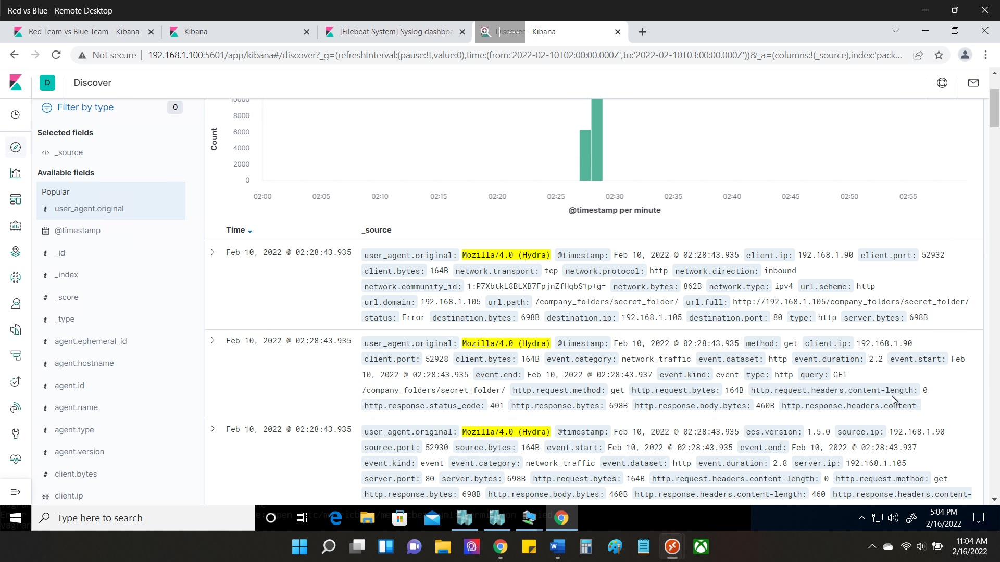 Red vs Blue - Remote Desktop
Red Team vs Blue Team - Kibana
Kibana
[Filebeat System] Syslog dashboa
Discover - Kibana
Not secure
192.168.1.100:5601/app/kibana#/discover?_g=(refreshInterval:(pause:!t,value:0),time:(from:'2022-02-10T02:00:00.000Z',to:'2022-02-10T03:00:00.000Z'))&_a=(columns:!(_source),index:'pack...
D
Discover
Filter by type
0
Selected fields
_source
Available fields
Popular
t user_agent.original
@timestamp
t _id
t _index
# _score
t _type
t agent.ephemeral_id
t agent.hostname
t agent.id
t agent.name
t agent.type
t agent.version
# client.bytes
client.ip
10000
8000
6000
4000
2000
0
Count
02:00 02:05 02:10 02:15 02:20 02:25 02:30 02:35 02:40 02:45 02:50 02:55
@timestamp per minute
Time _source
Feb 10, 2022 @ 02:28:43.935
user_agent.original: Mozilla/4.0 (Hydra) @timestamp: Feb 10, 2022 @ 02:28:43.935 client.ip: 192.168.1.90 client.port: 52932
client.bytes: 164B network.transport: tcp network.protocol: http network.direction: inbound
network.community_id: 1:P7XbtkL8BLXB7FpjnZfHqbS1p+g= network.bytes: 862B network.type: ipv4 url.scheme: http
url.domain: 192.168.1.105 url.path: /company_folders/secret_folder/ url.full: http://192.168.1.105/company_folders/secret_folder/
status: Error destination.bytes: 698B destination.ip: 192.168.1.105 destination.port: 80 type: http server.bytes: 698B
Feb 10, 2022 @ 02:28:43.935
user_agent.original: Mozilla/4.0 (Hydra) @timestamp: Feb 10, 2022 @ 02:28:43.935 method: get client.ip: 192.168.1.90
client.port: 52928 client.bytes: 164B event.category: network_traffic event.dataset: http event.duration: 2.2 event.start: Feb
10, 2022 @ 02:28:43.935 event.end: Feb 10, 2022 @ 02:28:43.937 event.kind: event type: http query: GET
/company_folders/secret_folder/ http.request.method: get http.request.bytes: 164B http.request.headers.content-length: 0
http.response.status_code: 401 http.response.bytes: 698B http.response.body.bytes: 460B http.response.headers.content-
Feb 10, 2022 @ 02:28:43.935
user_agent.original: Mozilla/4.0 (Hydra) @timestamp: Feb 10, 2022 @ 02:28:43.935 ecs.version: 1.5.0 source.ip: 192.168.1.90
source.port: 52930 source.bytes: 164B event.start: Feb 10, 2022 @ 02:28:43.935 event.end: Feb 10, 2022 @ 02:28:43.937
event.kind: event event.category: network_traffic event.dataset: http event.duration: 2.8 server.ip: 192.168.1.105
server.port: 80 server.bytes: 698B http.request.bytes: 164B http.request.headers.content-length: 0 http.request.method: get
http.response.bytes: 698B http.response.body.bytes: 460B http.response.headers.content-length: 460 http.response.headers.content-
Type here to search
5:04 PM
2/16/2022
11:04 AM
2/16/2022